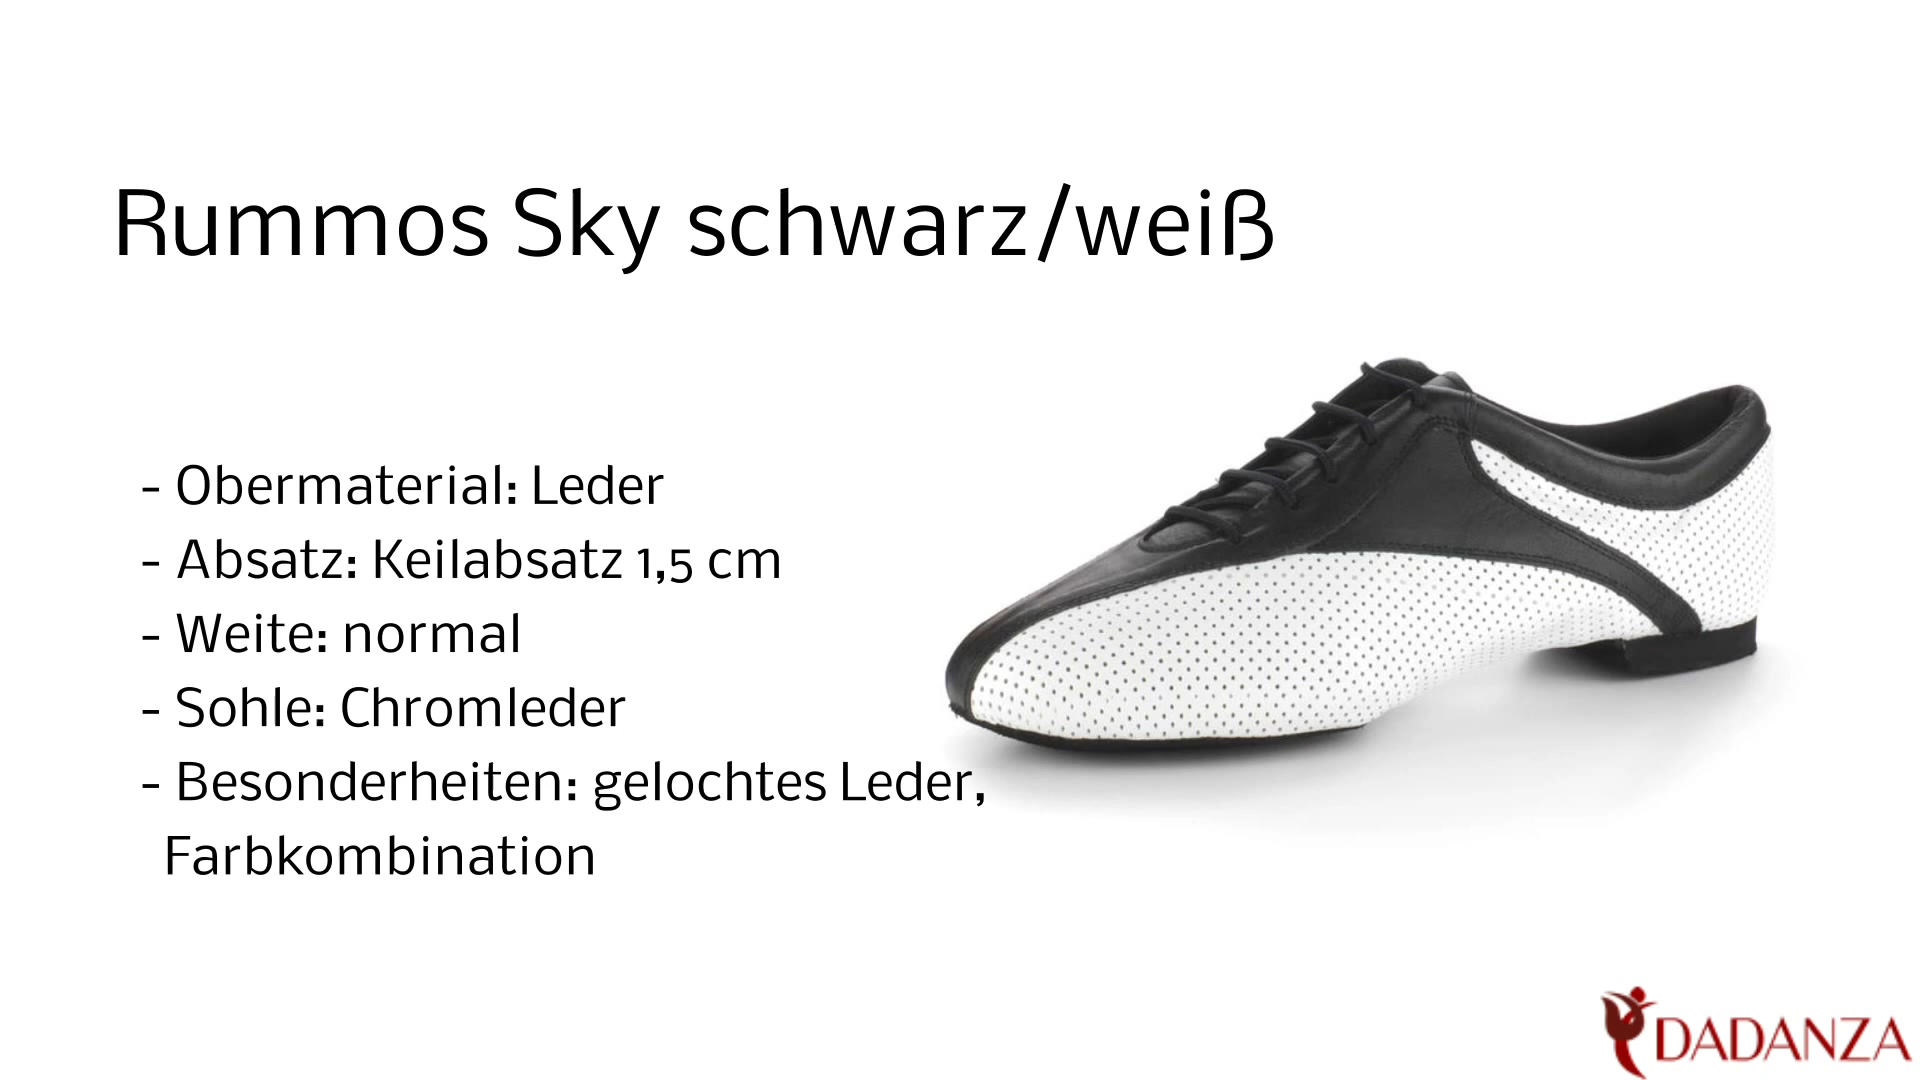 Rummos Sky schwarz/weiß
- Obermaterial: Leder
- Absatz: Keilabsatz 1,5 cm
- Weite: normal
- Sohle: Chromleder
- Besonderheiten: gelochtes Leder,
Farbkombination
DADANZA